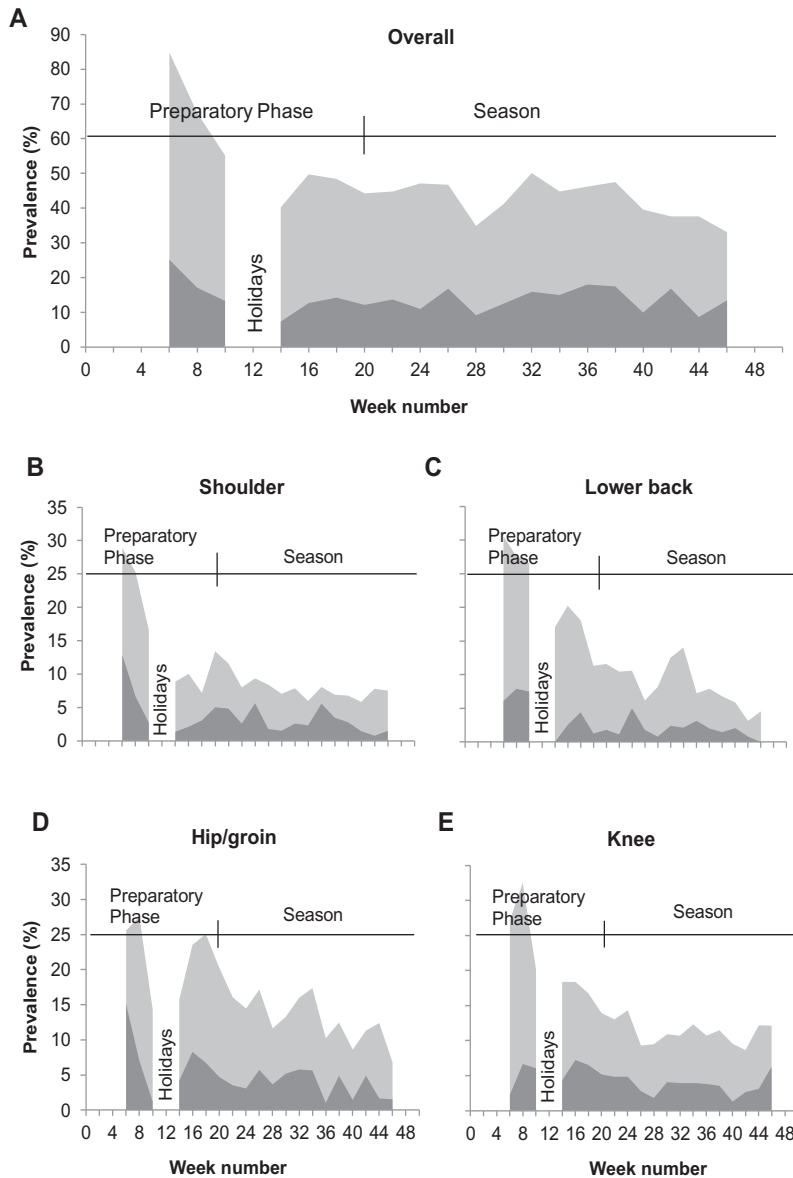 A
Overall
90
80
70
60
50
40
30
20
10
0
Prevalence (%)
Preparatory Phase
Season
Holidays
0 4 8 12 16 20 24 28 32 36 40 44 48
Week number
B
Shoulder
35
30
25
20
15
10
5
0
Prevalence (%)
Preparatory
Phase
Season
Holidays
C
Lower back
Preparatory
Phase
Season
Holidays
D
Hip/groin
35
30
25
20
15
10
5
0
Prevalence (%)
Preparatory
Phase
Season
Holidays
0 4 8 12 16 20 24 28 32 36 40 44 48
Week number
E
Knee
Preparatory
Phase
Season
Holidays
0 4 8 12 16 20 24 28 32 36 40 44 48
Week number